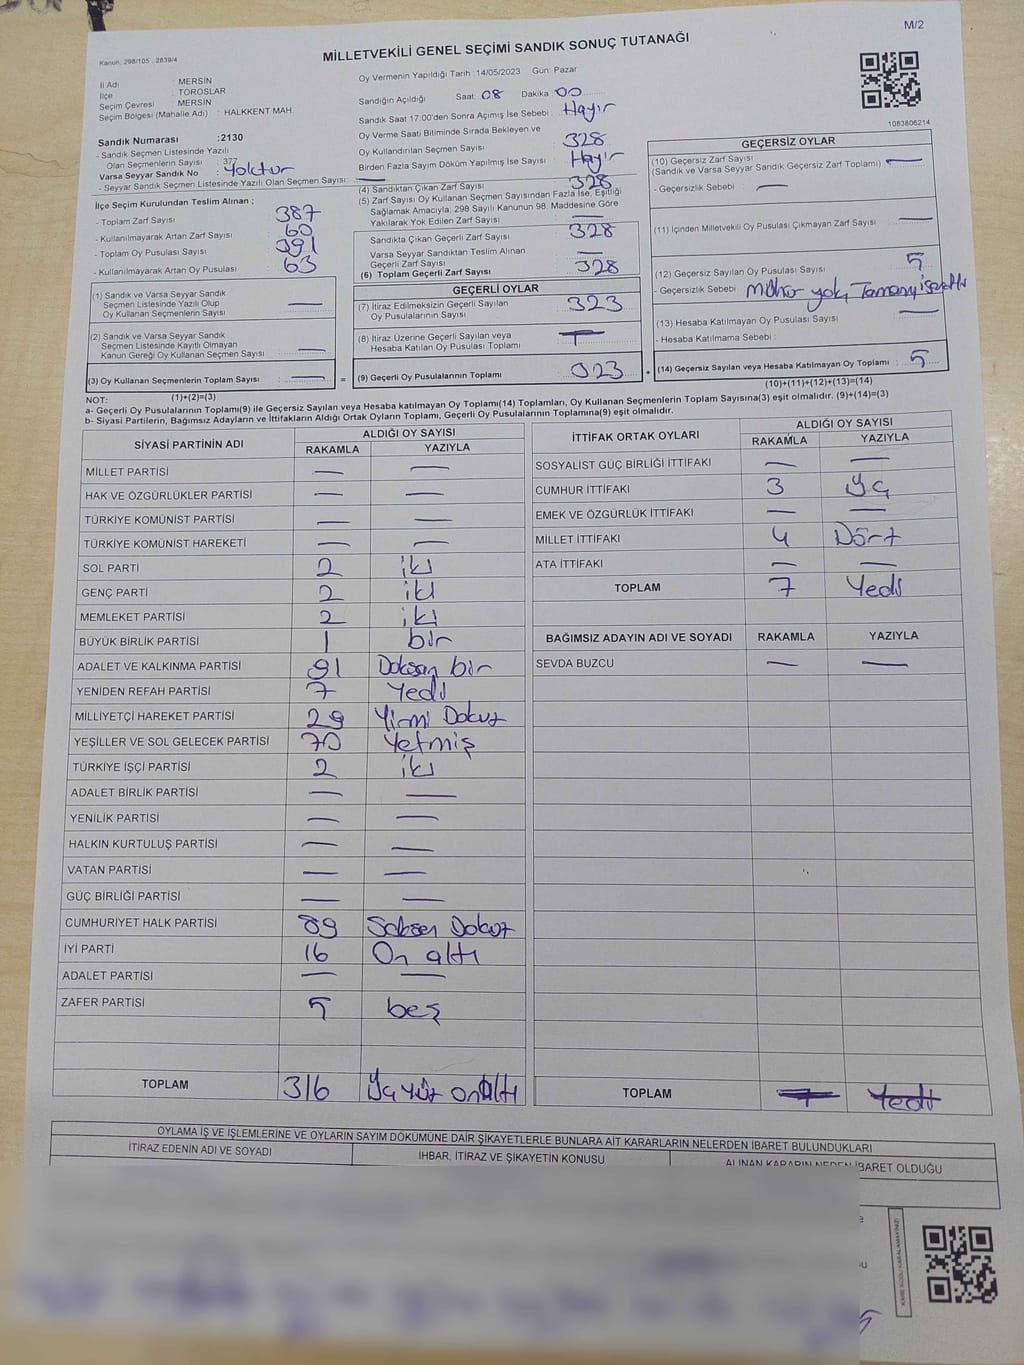 M/2
Kanun: 298/105 , 2839/4
MİLLETVEKİLİ GENEL SEÇİMİ SANDIK SONUÇ TUTANAĞI
İl Adı : MERSİN
İlçe : TOROSLAR
Seçim Çevresi : MERSİN
Seçim Bölgesi (Mahalle Adı) : HALKKENT MAH
Sandık Numarası :2130
- Sandık Seçmen Listesinde Yazılı
Olan Seçmenlerin Sayısı : 377
Varsa Seyyar Sandık No : Yoktur
- Seyyar Sandık Seçmen Listesinde Yazılı Olan Seçmen Sayısı: —
Oy Vermenin Yapıldığı Tarih : 14/05/2023 Gün: Pazar
Sandığın Açıldığı Saat: 08 Dakika 00
Sandık Saat 17:00'den Sonra Açımış İse Sebebi : Hayır
Oy Verme Saati Bitiminde Sırada Bekleyen ve
Oy Kullandırılan Seçmen Sayısı 328
Birden Fazla Sayım Döküm Yapılmış İse Sayısı Hayır
1083806214
İlçe Seçim Kurulundan Teslim Alınan ;
- Toplam Zarf Sayısı : 387
- Kullanılmayarak Artan Zarf Sayısı : 60
- Toplam Oy Pusulası Sayısı : 391
- Kullanılmayarak Artan Oy Pusulası : 63
(1) Sandık ve Varsa Seyyar Sandık
Seçmen Listesinde Yazılı Olup
Oy Kullanan Seçmenlerin Sayısı —
(2) Sandık ve Varsa Seyyar Sandık
Seçmen Listesinde Kayıtlı Olmayan
Kanun Gereği Oy Kullanan Seçmen Sayısı —
(3) Oy Kullanan Seçmenlerin Toplam Sayısı —
(4) Sandıktan Çıkan Zarf Sayısı 328
(5) Zarf Sayısı Oy Kullanan Seçmen Sayısından Fazla İse, Eşitliği
Sağlamak Amacıyla, 298 Sayılı Kanunun 98. Maddesine Göre
Yakılarak Yok Edilen Zarf Sayısı —
Sandıkta Çıkan Geçerli Zarf Sayısı 328
Varsa Seyyar Sandıktan Teslim Alınan
Geçerli Zarf Sayısı —
(6) Toplam Geçerli Zarf Sayısı 328
GEÇERLİ OYLAR
(7) İtiraz Edilmeksizin Geçerli Sayılan
Oy Pusulalarının Sayısı: 323
(8) İtiraz Üzerine Geçerli Sayılan veya
Hesaba Katılan Oy Pusulası Toplamı
= (9) Geçerli Oy Pusulalarının Toplamı 323
GEÇERSİZ OYLAR
(10) Geçersiz Zarf Sayısı
(Sandık ve Varsa Seyyar Sandık Geçersiz Zarf Toplamı) —
- Geçersizlik Sebebi : —
(11) İçinden Milletvekili Oy Pusulası Çıkmayan Zarf Sayısı —
(12) Geçersiz Sayılan Oy Pusulası Sayısı 5
- Geçersizlik Sebebi : mühür yok,
(13) Hesaba Katılmayan Oy Pusulası Sayısı —
- Hesaba Katılmama Sebebi :
+ (14) Geçersiz Sayılan veya Hesaba Katılmayan Oy Toplamı 5
NOT: (1)+(2)=(3)
(10)+(11)+(12)+(13)=(14)
a- Geçerli Oy Pusulalarının Toplamı(9) ile Geçersiz Sayılan veya Hesaba Katılmayan Oy Toplamı(14) Toplamları, Oy Kullanan Seçmenlerin Toplam Sayısına(3) eşit olmalıdır. (9)+(14)=(3)
b- Siyasi Partilerin, Bağımsız Adayların ve İttifakların Aldığı Ortak Oyların Toplamı, Geçerli Oy Pusulalarının Toplamına(9) eşit olmalıdır.
SİYASİ PARTİNİN ADI ALDIĞI OY SAYISI
RAKAMLA YAZIYLA
MİLLET PARTİSİ — —
HAK VE ÖZGÜRLÜKLER PARTİSİ — —
TÜRKİYE KOMÜNİST PARTİSİ — —
TÜRKİYE KOMÜNİST HAREKETİ — —
SOL PARTİ 2 iki
GENÇ PARTİ 2 iki
MEMLEKET PARTİSİ 2 iki
BÜYÜK BİRLİK PARTİSİ 1 bir
ADALET VE KALKINMA PARTİSİ 91 Doksan bir
YENİDEN REFAH PARTİSİ 7 Yedi
MİLLİYETÇİ HAREKET PARTİSİ 29 Yirmi Dokuz
YEŞİLLER VE SOL GELECEK PARTİSİ 70 Yetmiş
TÜRKİYE İŞÇİ PARTİSİ 2 iki
ADALET BİRLİK PARTİSİ — —
YENİLİK PARTİSİ — —
HALKIN KURTULUŞ PARTİSİ — —
VATAN PARTİSİ — —
GÜÇ BİRLİĞİ PARTİSİ — —
CUMHURİYET HALK PARTİSİ 89 Seksen Dokuz
İYİ PARTİ 16 On altı
ADALET PARTİSİ — —
ZAFER PARTİSİ 5 beş
TOPLAM 316 Üç yüz onaltı
İTTİFAK ORTAK OYLARI ALDIĞI OY SAYISI
RAKAMLA YAZIYLA
SOSYALİST GÜÇ BİRLİĞİ İTTİFAKI — —
CUMHUR İTTİFAKI 3 Üç
EMEK VE ÖZGÜRLÜK İTTİFAKI — —
MİLLET İTTİFAKI 4 Dört
ATA İTTİFAKI — —
TOPLAM 7 Yedi
BAĞIMSIZ ADAYIN ADI VE SOYADI RAKAMLA YAZIYLA
SEVDA BUZCU — —
TOPLAM 7 Yedi
OYLAMA İŞ VE İŞLEMLERİNE VE OYLARIN SAYIM DÖKÜMÜNE DAİR ŞİKAYETLERLE BUNLARA AİT KARARLARIN NELERDEN İBARET BULUNDUKLARI
İTİRAZ EDENİN ADI VE SOYADI İHBAR, İTİRAZ VE ŞİKAYETİN KONUSU ALINAN KARARIN NEDEN İBARET OLDUĞU